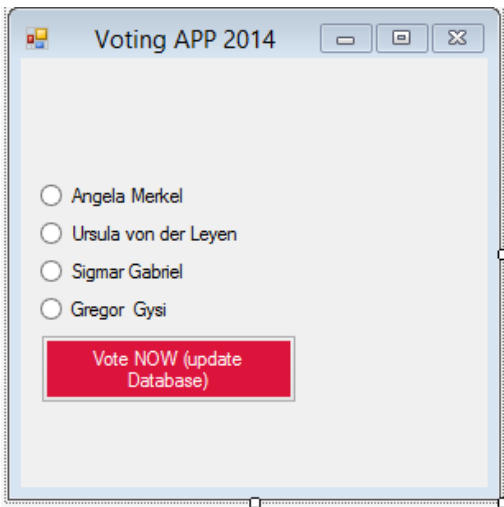 Voting APP 2014
Angela Merkel
Ursula von der Leyen
Sigmar Gabriel
Gregor Gysi
Vote NOW (update
Database)